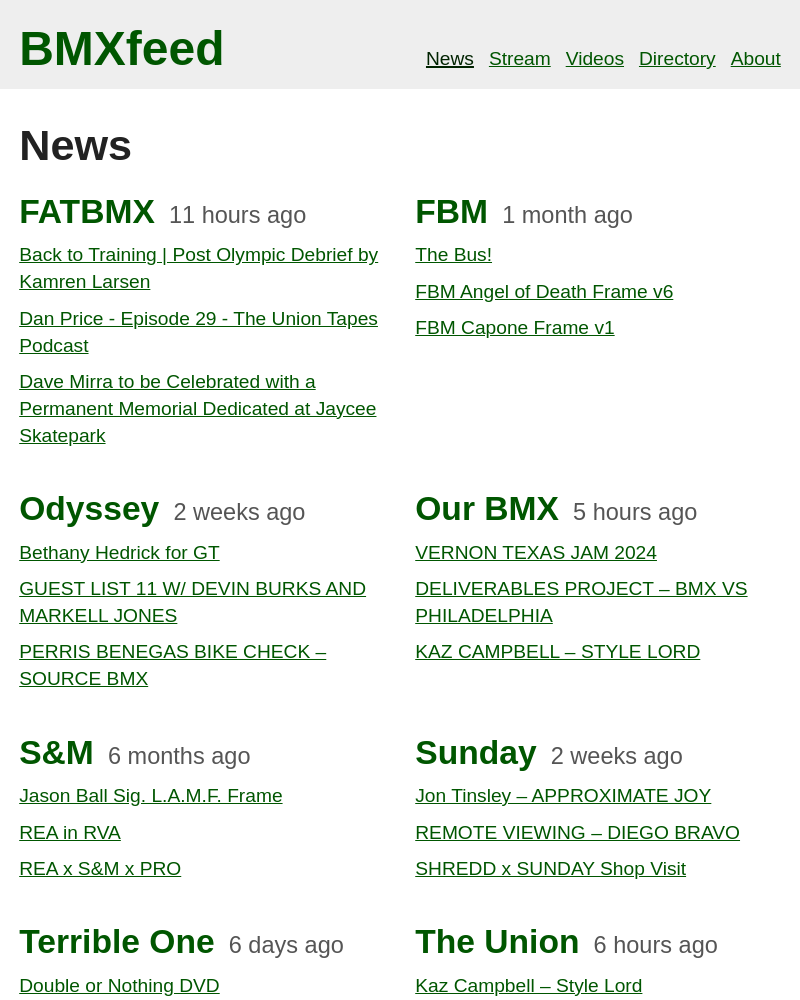 BMXfeed
News Stream Videos Directory About
News
FATBMX 11 hours ago
Back to Training | Post Olympic Debrief by
Kamren Larsen
Dan Price - Episode 29 - The Union Tapes
Podcast
Dave Mirra to be Celebrated with a
Permanent Memorial Dedicated at Jaycee
Skatepark
FBM 1 month ago
The Bus!
FBM Angel of Death Frame v6
FBM Capone Frame v1
Odyssey 2 weeks ago
Bethany Hedrick for GT
GUEST LIST 11 W/ DEVIN BURKS AND
MARKELL JONES
PERRIS BENEGAS BIKE CHECK –
SOURCE BMX
Our BMX 5 hours ago
VERNON TEXAS JAM 2024
DELIVERABLES PROJECT – BMX VS
PHILADELPHIA
KAZ CAMPBELL – STYLE LORD
S&M 6 months ago
Jason Ball Sig. L.A.M.F. Frame
REA in RVA
REA x S&M x PRO
Sunday 2 weeks ago
Jon Tinsley – APPROXIMATE JOY
REMOTE VIEWING – DIEGO BRAVO
SHREDD x SUNDAY Shop Visit
Terrible One 6 days ago
Double or Nothing DVD
The Union 6 hours ago
Kaz Campbell – Style Lord